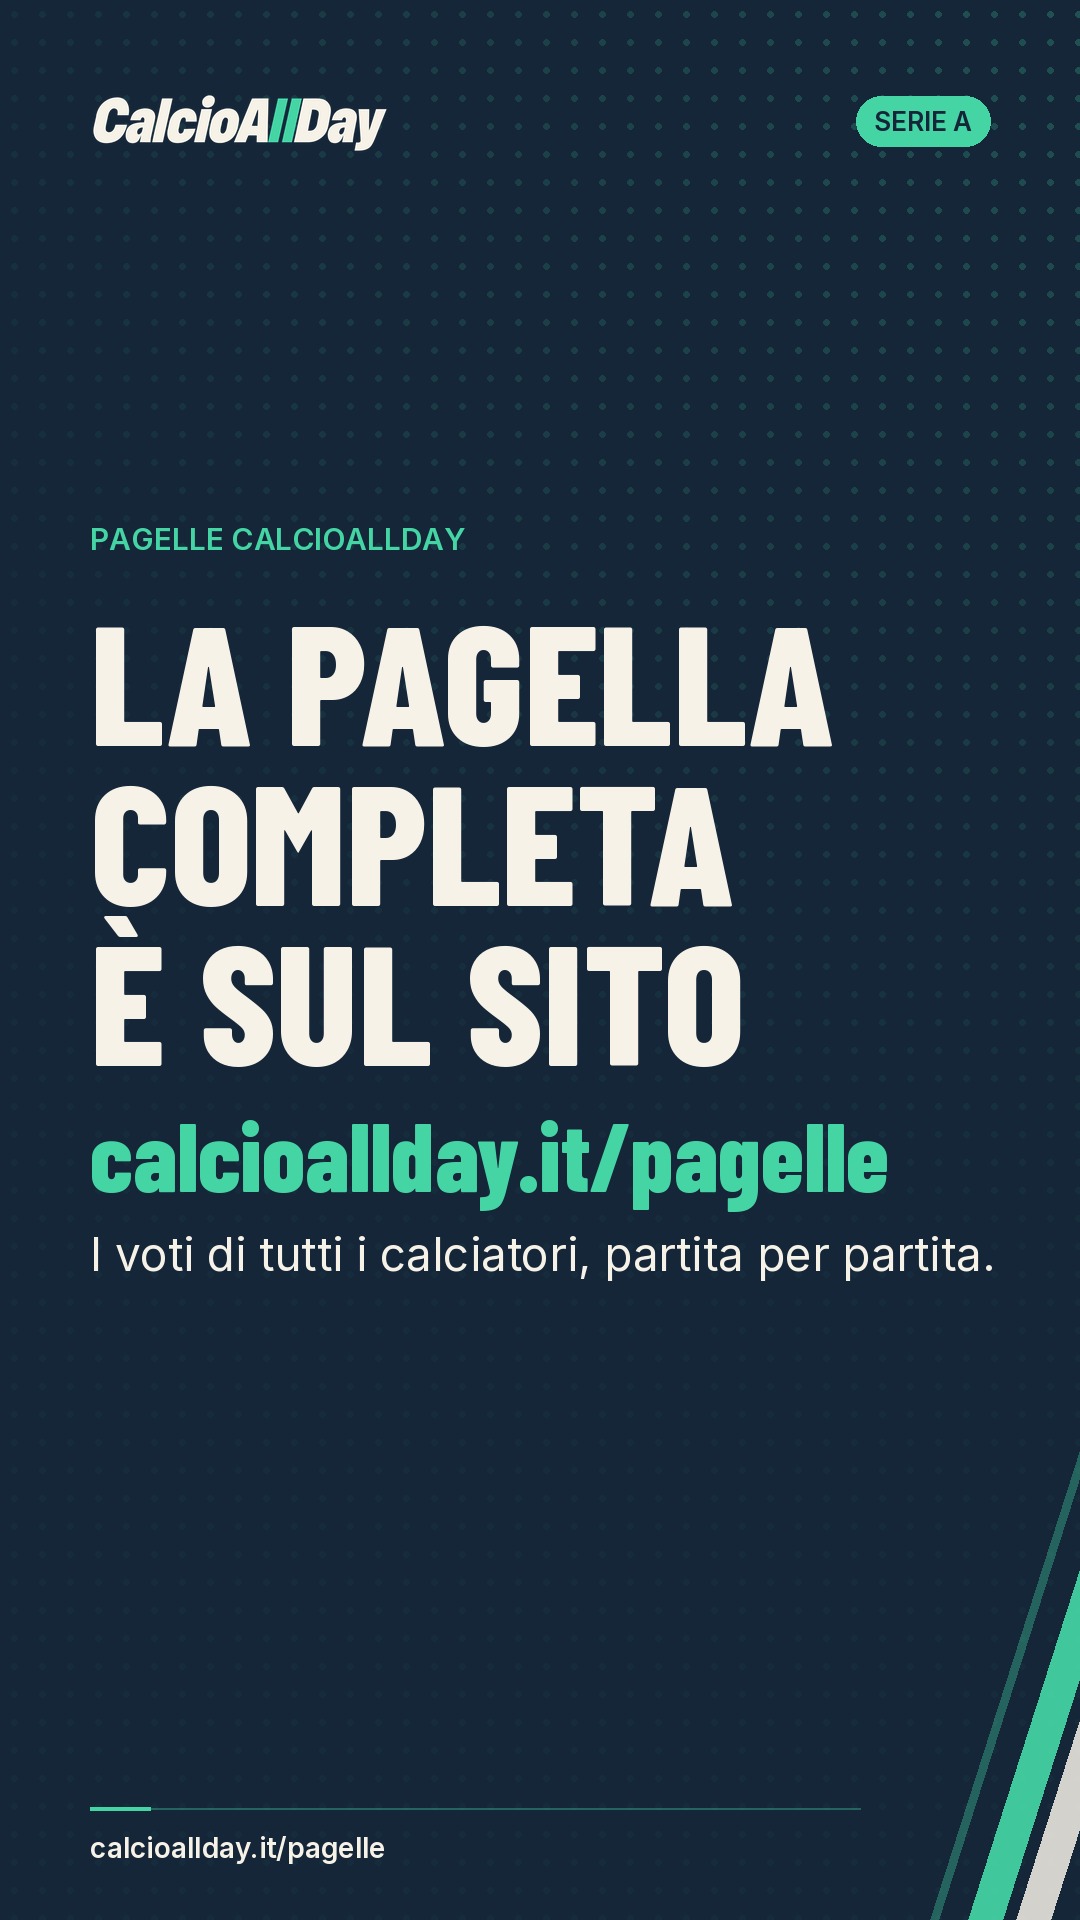 CalcioAllDay
SERIE A
PAGELLE CALCIOALLDAY
LA PAGELLA
COMPLETA
È SUL SITO
calcioallday.it/pagelle
I voti di tutti i calciatori, partita per partita.
calcioallday.it/pagelle